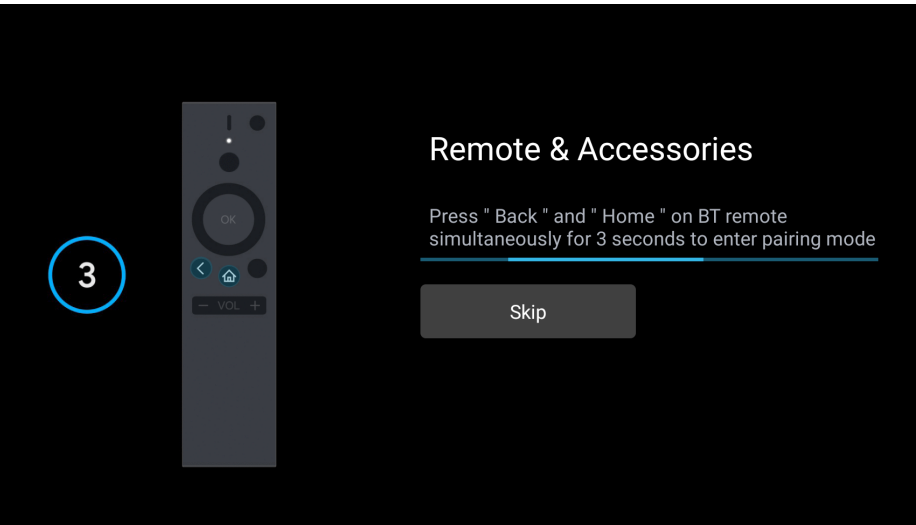 Remote & Accessories
Press " Back " and " Home " on BT remote
simultaneously for 3 seconds to enter pairing mode
3
OK
− VOL +
Skip